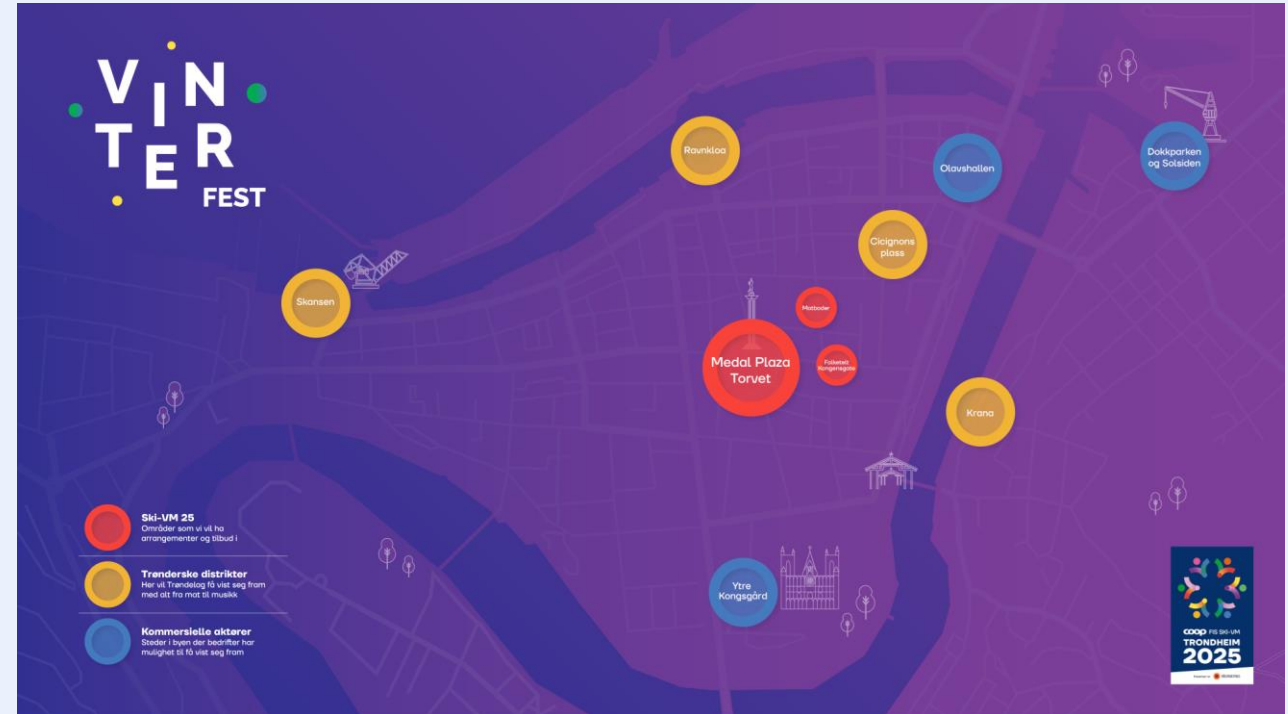 VIN
TER
FEST
Ravnkloa
Olavshallen
Dokkparken
og Solsiden
Cicignons
plass
Skansen
Matboder
Medal Plaza
Torvet
Folketelt
Kongensgate
Krana
Ytre
Kongsgård
Ski-VM 25
Områder som vi vil ha
arrangementer og tilbud i
Trønderske distrikter
Her vil Trøndelag få vist seg fram
med alt fra mat til musikk
Kommersielle aktører
Steder i byen der bedrifter har
mulighet til få vist seg fram
coop FIS SKI-VM
TRONDHEIM
2025